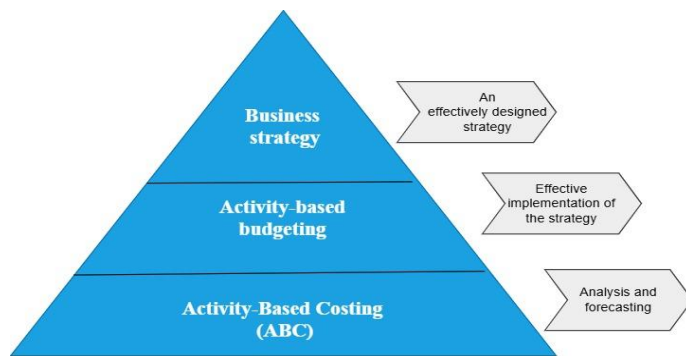 Business
strategy
An
effectively designed
strategy
Activity-based
budgeting
Effective
implementation of
the strategy
Activity-Based Costing
(ABC)
Analysis and
forecasting